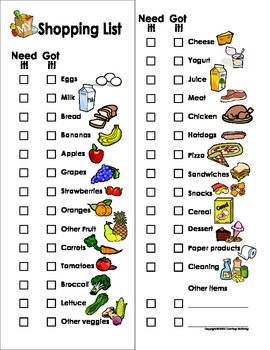 MY
Shopping List
Need It!
Got It!
Eggs
Milk
Bread
Bananas
Apples
Grapes
Strawberries
Oranges
Other Fruit
Carrots
Tomatoes
Broccoli
Lettuce
Other veggies
Need It!
Got It!
Cheese
Yogurt
Juice
Meat
Chicken
Hotdogs
Pizza
Sandwiches
Snacks
Cereal
Dessert
Paper products
Cleaning
Other items